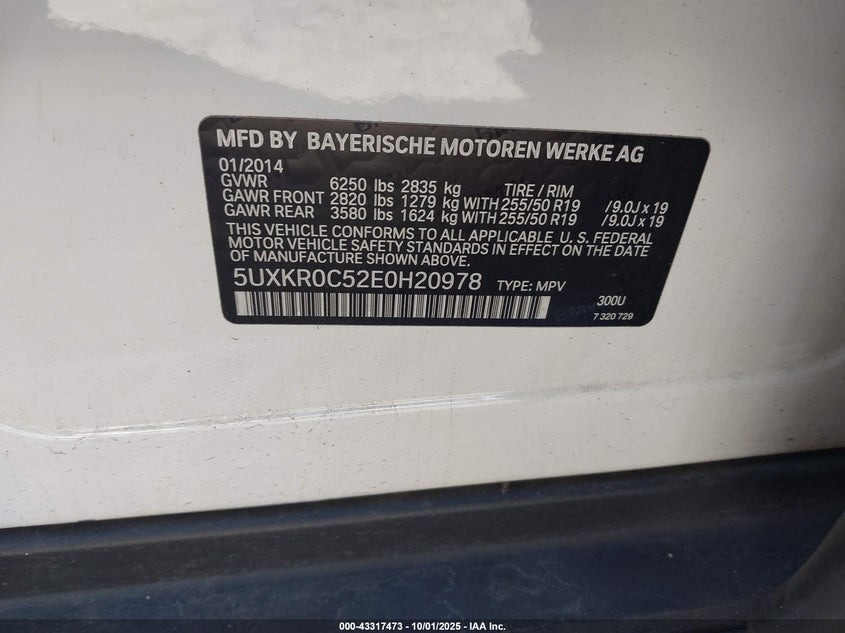 MFD BY BAYERISCHE MOTOREN WERKE AG
01/2014
GVWR 6250 lbs 2835 kg TIRE / RIM
GAWR FRONT 2820 lbs 1279 kg WITH 255/50 R19 /9.0J x 19
GAWR REAR 3580 lbs 1624 kg WITH 255/50 R19 /9.0J x 19
THIS VEHICLE CONFORMS TO ALL APPLICABLE U. S. FEDERAL
MOTOR VEHICLE SAFETY STANDARDS IN EFFECT ON THE DATE
OF MANUFACTURE SHOWN ABOVE.
5UXKR0C52E0H20978 TYPE: MPV
300U
7 320 729
000-43317473 - 10/01/2025 - IAA Inc.